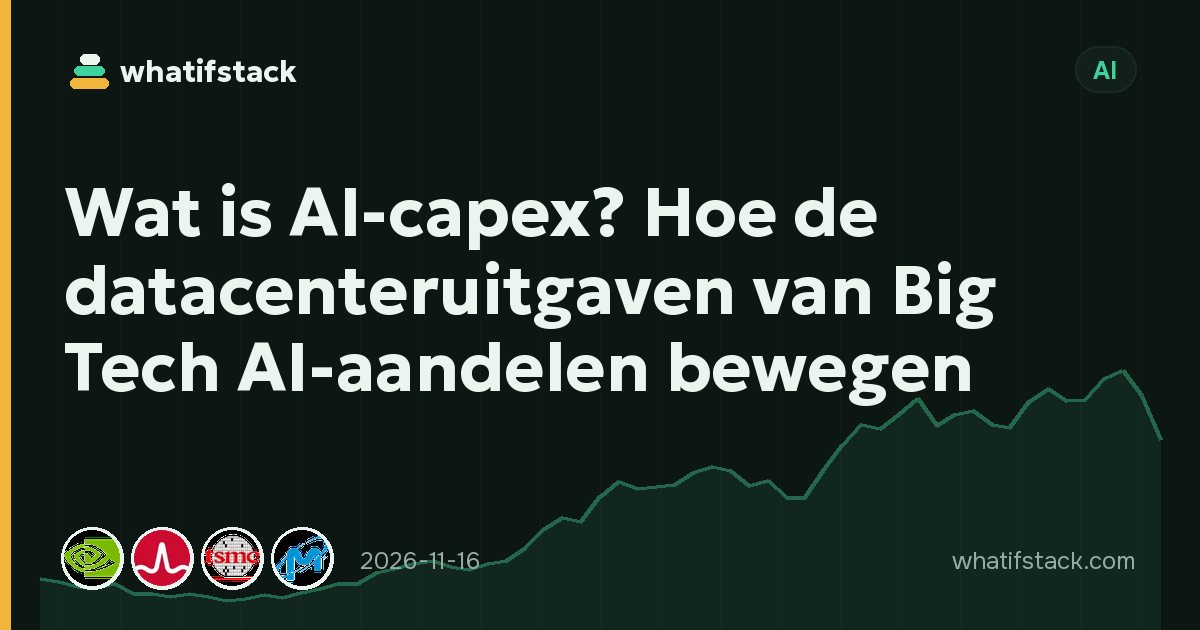 whatifstack
AI
Wat is AI-capex? Hoe de
datacenteruitgaven van Big
Tech AI-aandelen bewegen
tsmc
2026-11-16
whatifstack.com